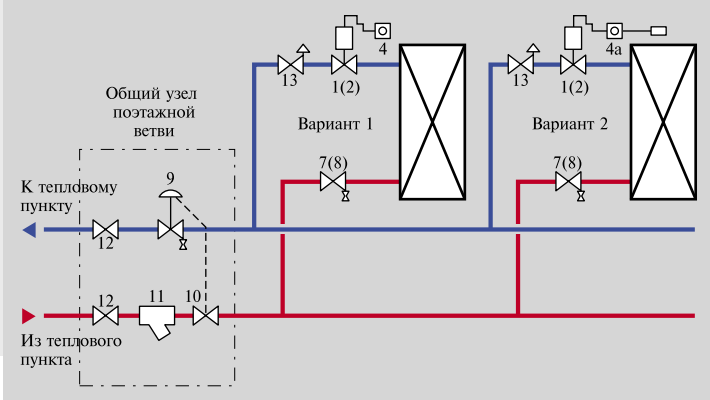 4
4а
13
1(2)
13
1(2)
Общий узел
поэтажной
ветви
Вариант 1
Вариант 2
7(8)
7(8)
К тепловому
пункту
9
12
12
11
10
Из теплового
пункта